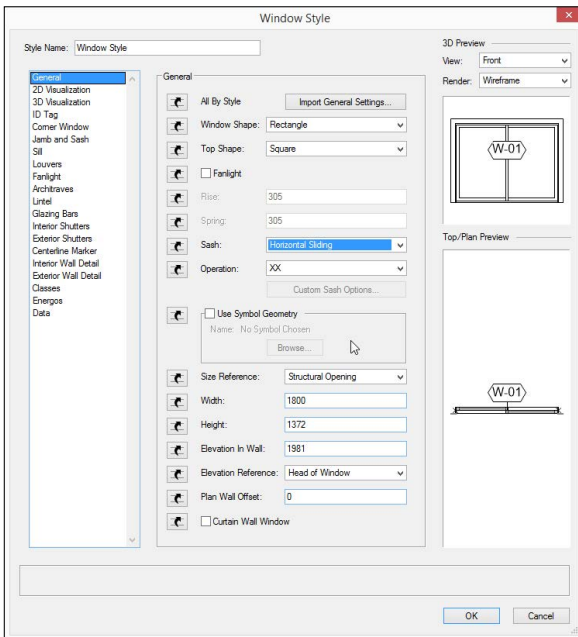 Window Style
Style Name: Window Style
General
2D Visualization
3D Visualization
ID Tag
Corner Window
Jamb and Sash
Sill
Louvers
Fanlight
Architraves
Lintel
Glazing Bars
Interior Shutters
Exterior Shutters
Centerline Marker
Interior Wall Detail
Exterior Wall Detail
Classes
Energos
Data
General
All By Style Import General Settings...
Window Shape: Rectangle
Top Shape: Square
Fanlight
Rise: 305
Spring: 305
Sash: Horizontal Sliding
Operation: XX
Custom Sash Options...
Use Symbol Geometry
Name: No Symbol Chosen
Browse...
Size Reference: Structural Opening
Width: 1800
Height: 1372
Elevation In Wall: 1981
Elevation Reference: Head of Window
Plan Wall Offset: 0
Curtain Wall Window
3D Preview
View: Front
Render: Wireframe
W-01
Top/Plan Preview
W-01
OK Cancel